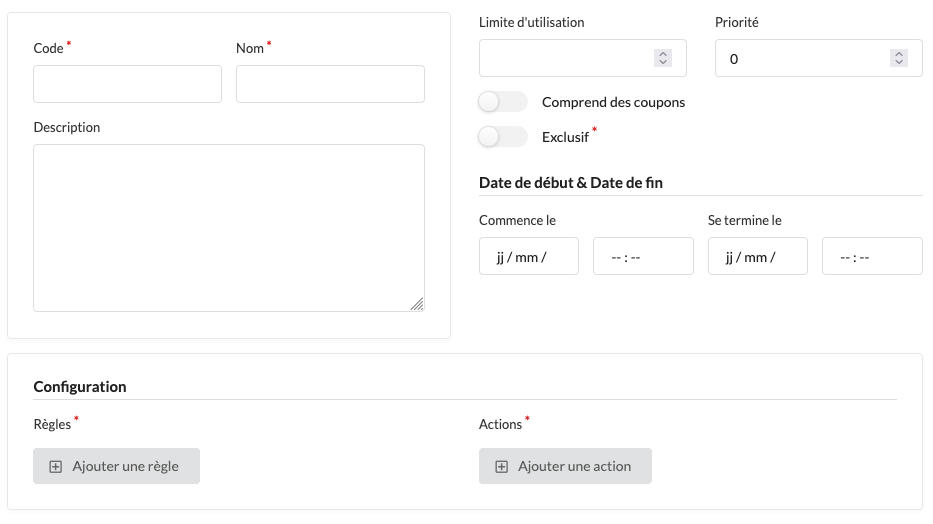 Code *
Nom *
Description
Limite d'utilisation
Priorité
0
Comprend des coupons
Exclusif *
Date de début & Date de fin
Commence le
Se termine le
jj / mm /
-- : --
jj / mm /
-- : --
Configuration
Règles *
Actions *
Ajouter une règle
Ajouter une action